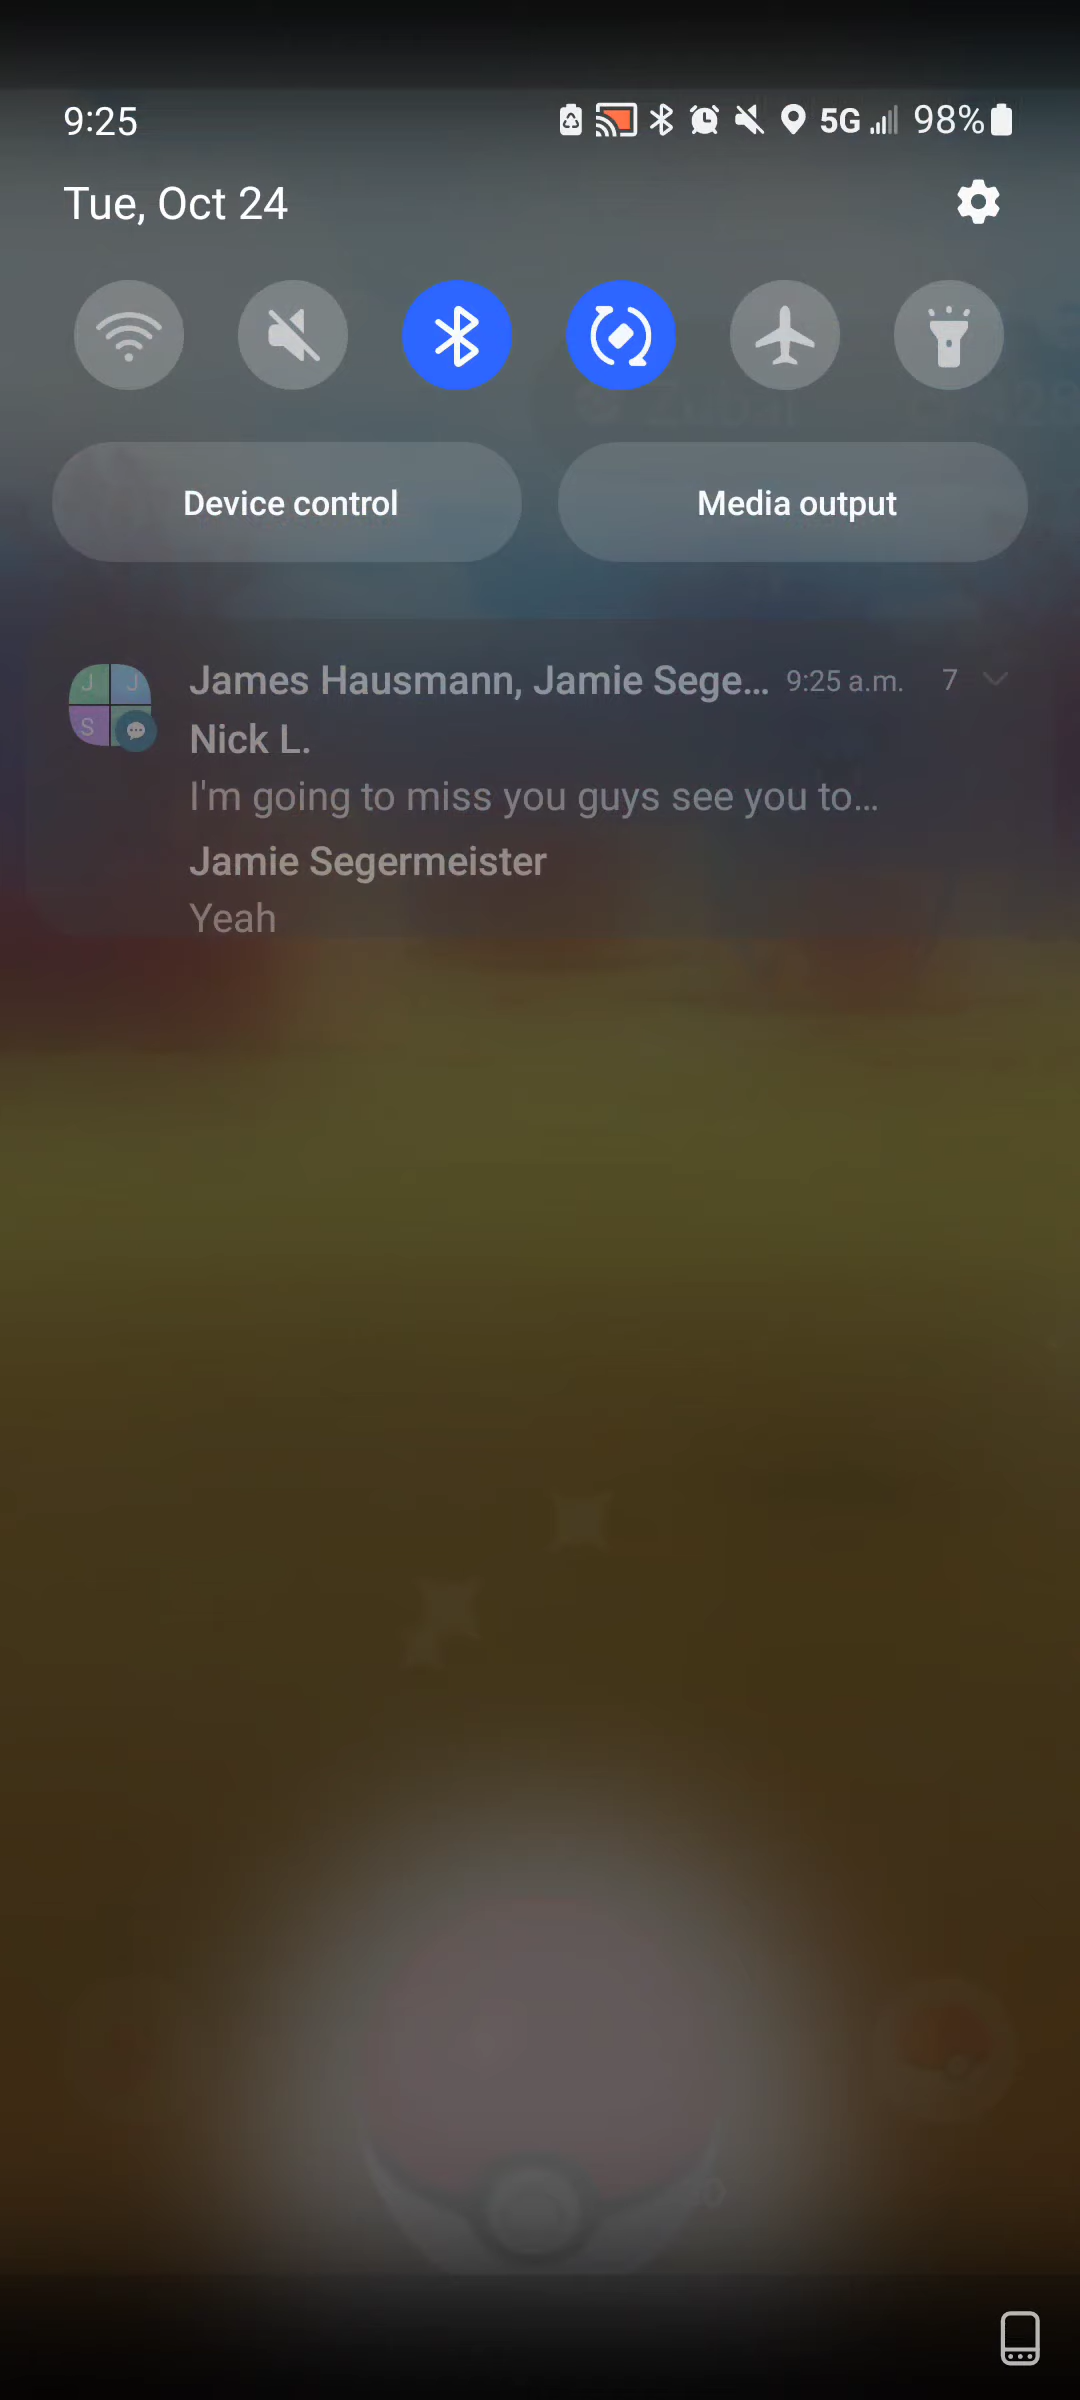 9:25
5G 98%
Tue, Oct 24
Device control
Media output
J J
S
James Hausmann, Jamie Sege... 9:25 a.m. 7
Nick L.
I'm going to miss you guys see you to...
Jamie Segermeister
Yeah